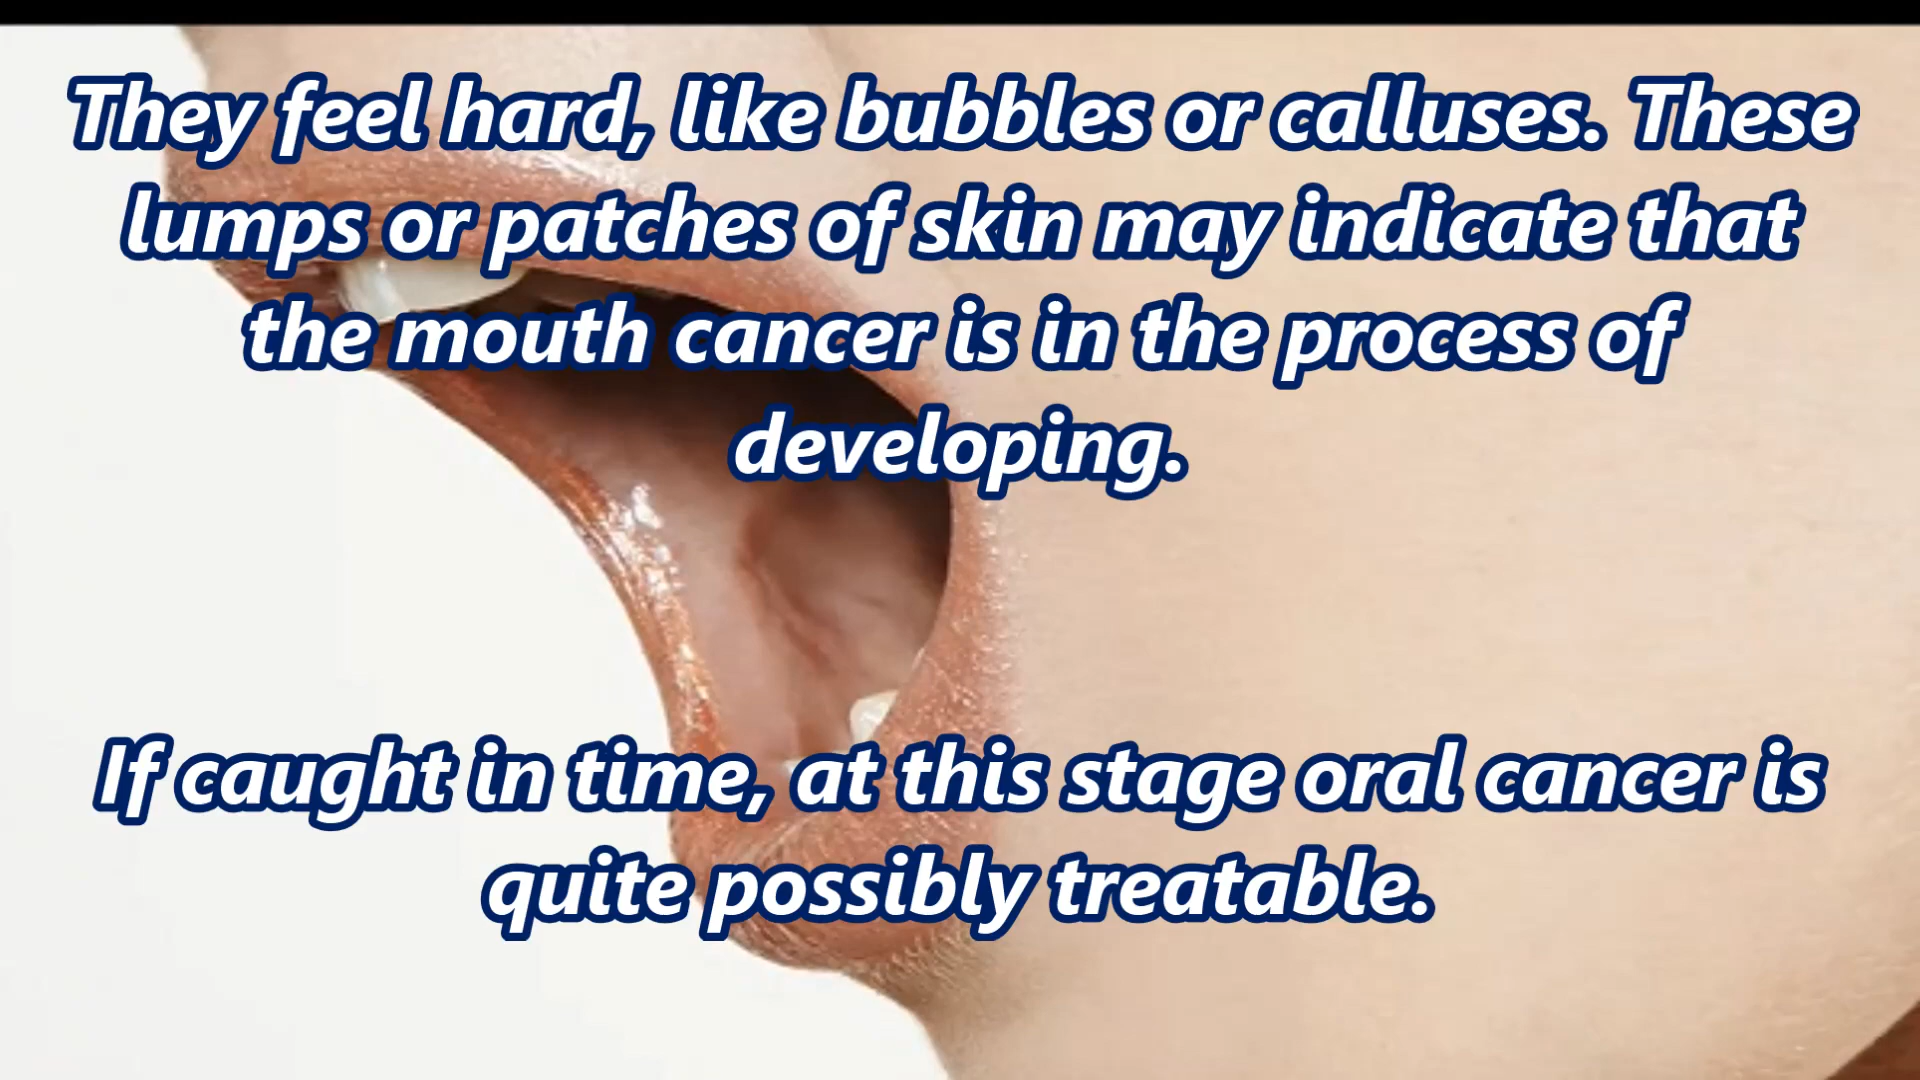 They feel hard, like bubbles or calluses. These
lumps or patches of skin may indicate that
the mouth cancer is in the process of
developing.
If caught in time, at this stage oral cancer is
quite possibly treatable.